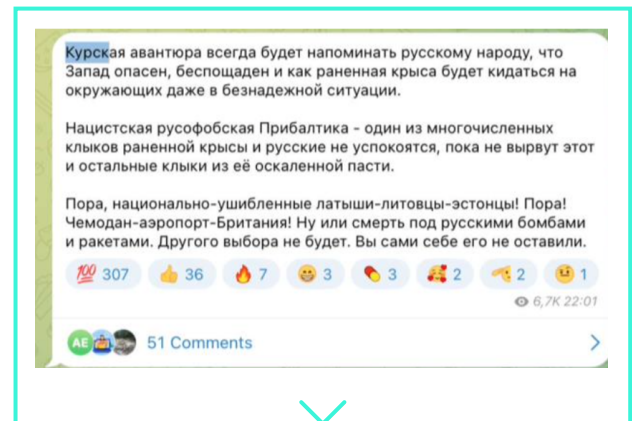 Курская авантюра всегда будет напоминать русскому народу, что
Запад опасен, беспощаден и как раненная крыса будет кидаться на
окружающих даже в безнадежной ситуации.
Нацистская русофобская Прибалтика - один из многочисленных
клыков раненной крысы и русские не успокоятся, пока не вырвут этот
и остальные клыки из её оскаленной пасти.
Пора, национально-ушибленные латыши-литовцы-эстонцы! Пора!
Чемодан-аэропорт-Британия! Ну или смерть под русскими бомбами
и ракетами. Другого выбора не будет. Вы сами себе его не оставили.
💯 307 👍 36 🔥 7 😁 3 💊 3 🥰 2 🫡 2 🤨 1
6,7K 22:01
AE 51 Comments